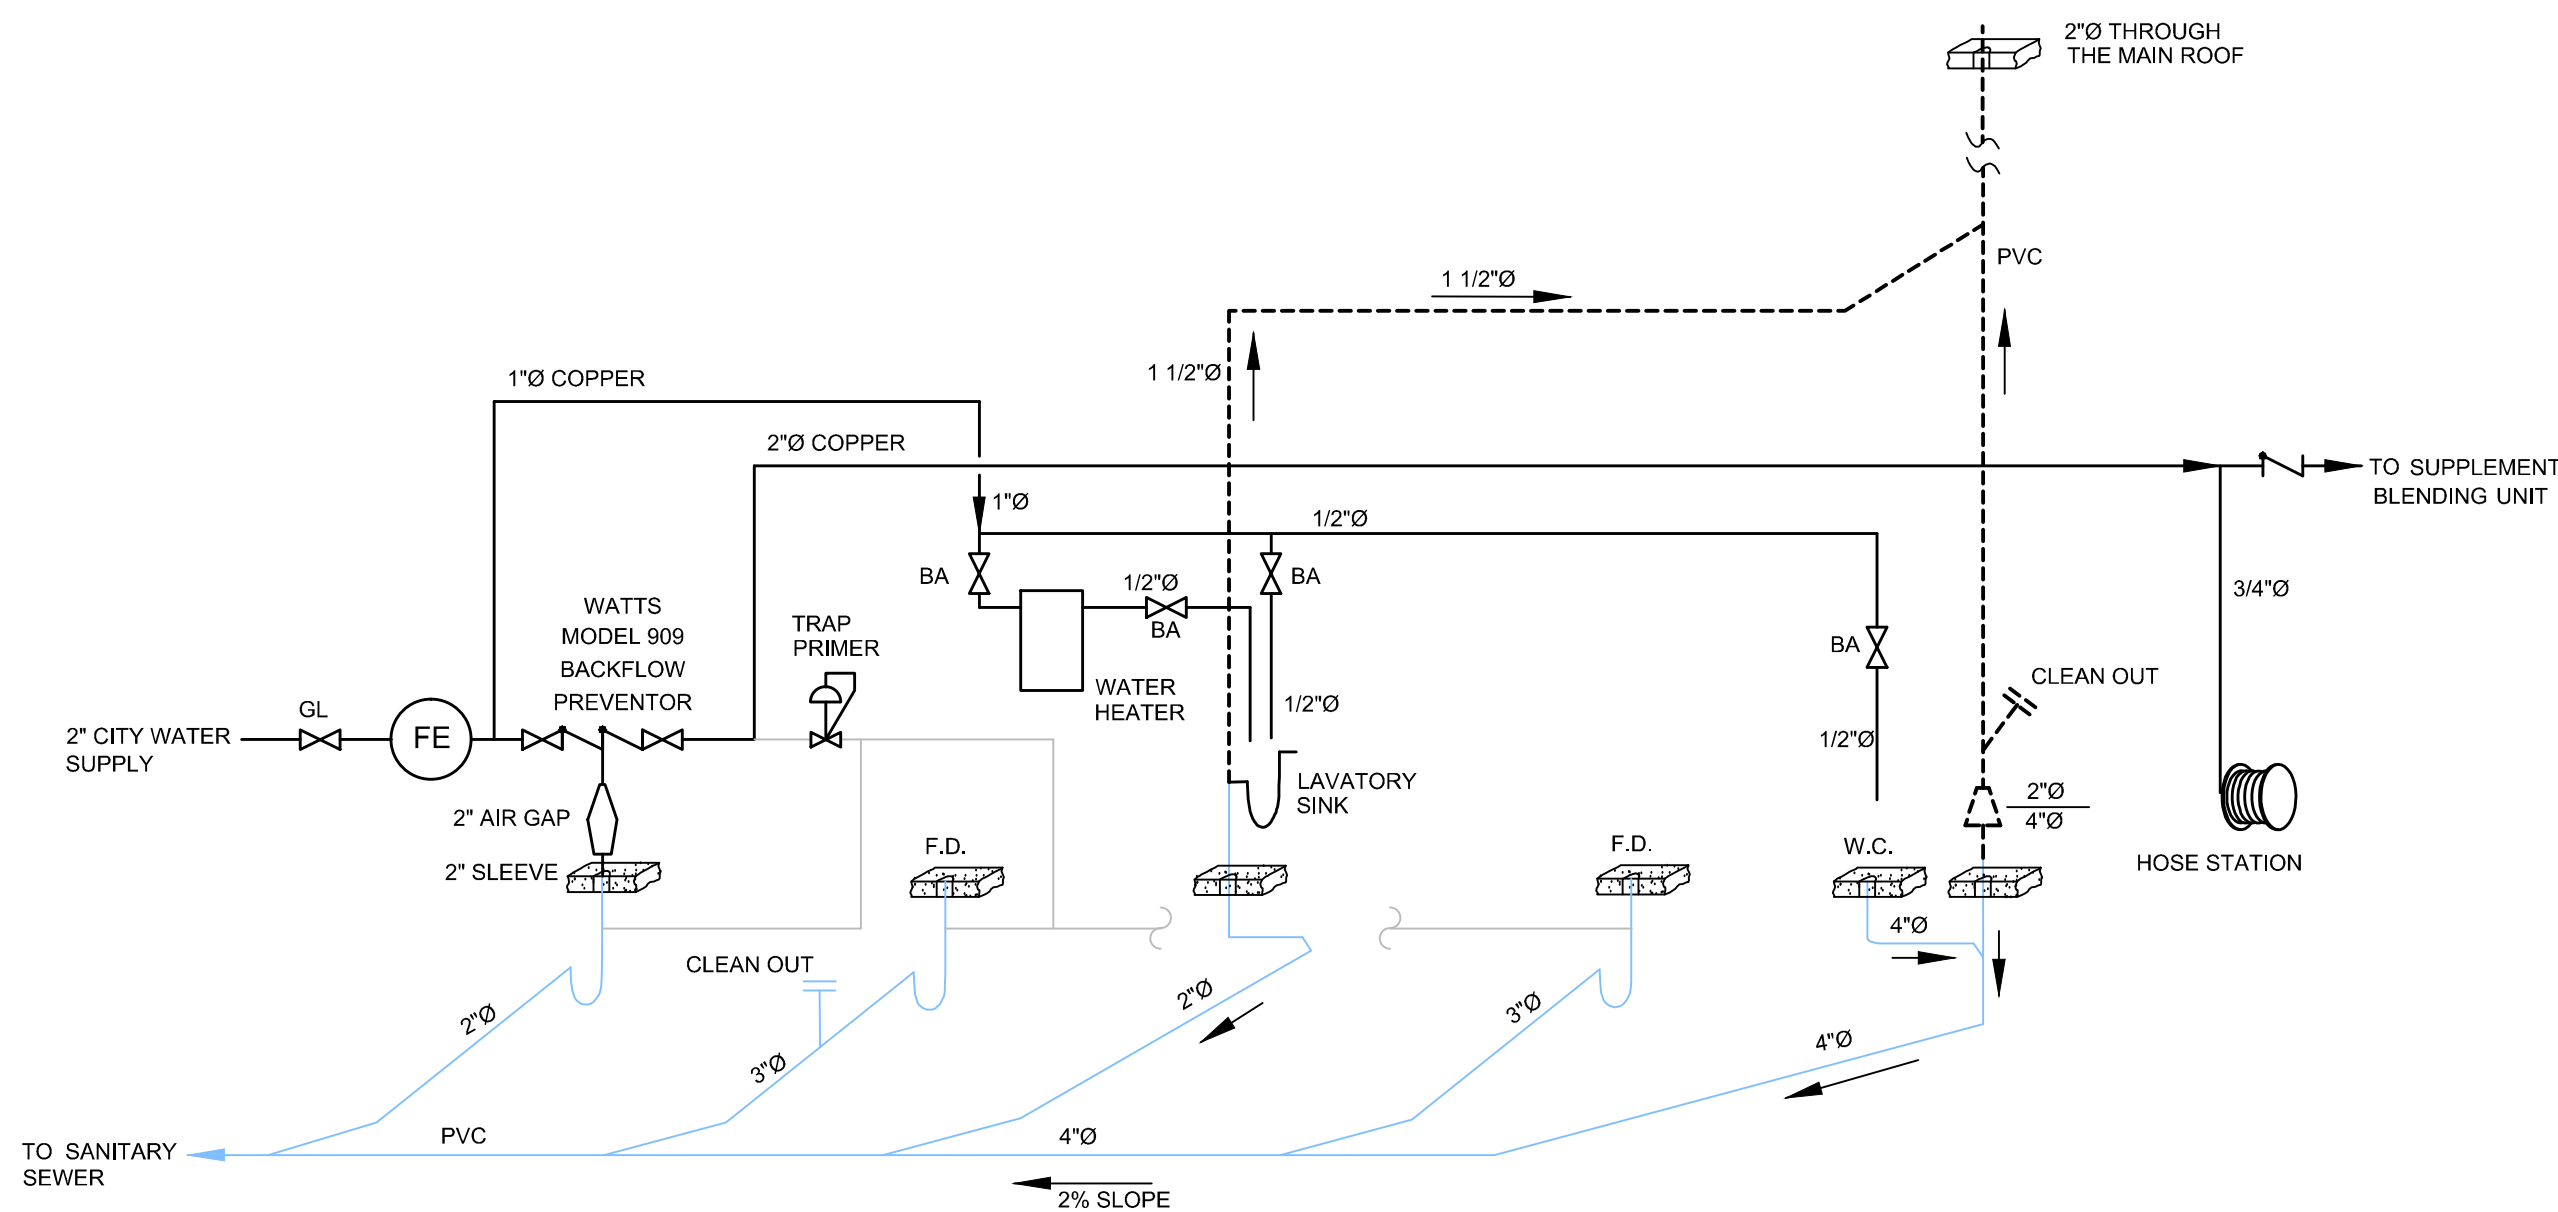 2"Ø THROUGH
THE MAIN ROOF
PVC
1 1/2"Ø
1 1/2"Ø
1"Ø COPPER
2"Ø COPPER
TO SUPPLEMENT
BLENDING UNIT
1"Ø
1/2"Ø
BA
1/2"Ø
BA
BA
3/4"Ø
WATTS
MODEL 909
BACKFLOW
PREVENTOR
TRAP
PRIMER
BA
CLEAN OUT
WATER
HEATER
1/2"Ø
GL
FE
2" CITY WATER
SUPPLY
1/2"Ø
LAVATORY
SINK
2"Ø
4"Ø
2" AIR GAP
F.D.
F.D.
W.C.
2" SLEEVE
HOSE STATION
4"Ø
CLEAN OUT
2"Ø
2"Ø
3"Ø
3"Ø
4"Ø
PVC
4"Ø
TO SANITARY
SEWER
2% SLOPE